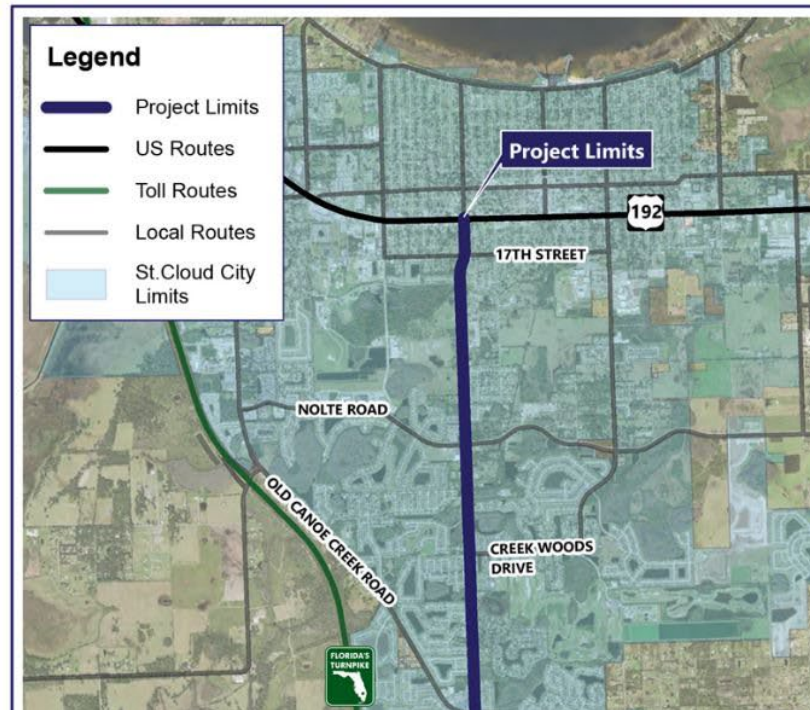 Legend
Project Limits
US Routes
Toll Routes
Local Routes
St.Cloud City
Limits
Project Limits
192
17TH STREET
NOLTE ROAD
OLD CANOE CREEK ROAD
CREEK WOODS
DRIVE
FLORIDA'S
TURNPIKE